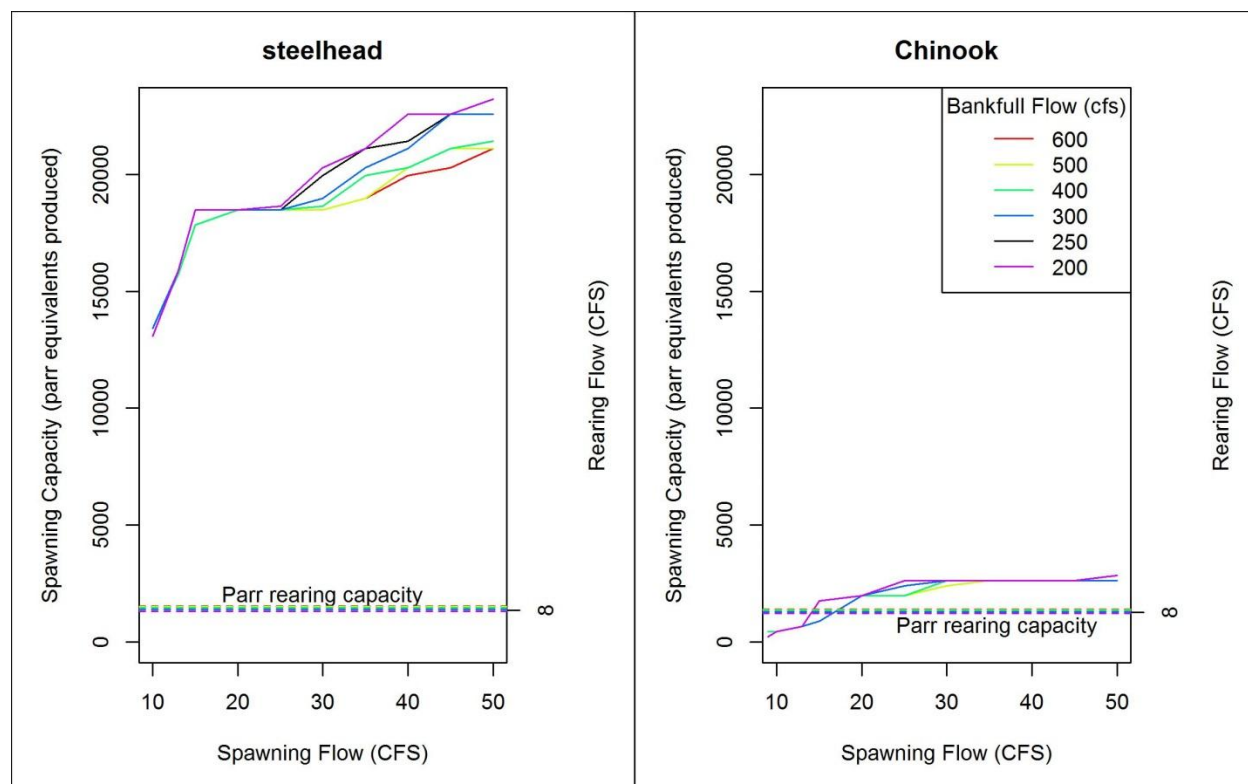 steelhead
Spawning Capacity (parr equivalents produced)
20000
15000
10000
5000
0
Parr rearing capacity
10 20 30 40 50
Spawning Flow (CFS)
8
Rearing Flow (CFS)
Chinook
Spawning Capacity (parr equivalents produced)
20000
15000
10000
5000
0
Bankfull Flow (cfs)
600
500
400
300
250
200
Parr rearing capacity
10 20 30 40 50
Spawning Flow (CFS)
8
Rearing Flow (CFS)